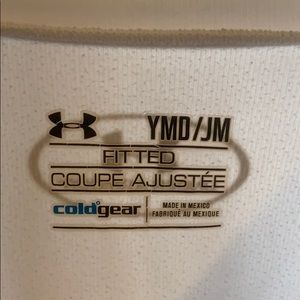 YMD/JM
FITTED
COUPE AJUSTÉE
coldgear
MADE IN MEXICO
FABRIQUÉ AU MEXIQUE